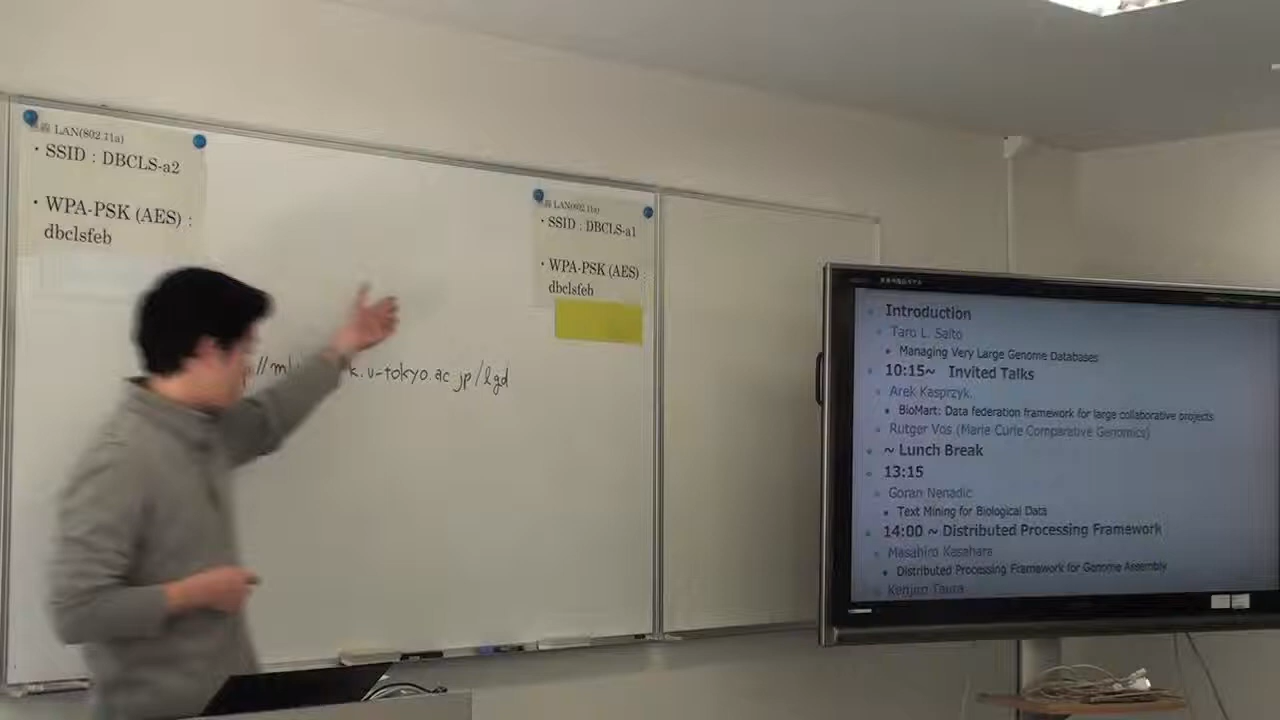 無線 LAN(802.11a)
・SSID : DBCLS-a2
・WPA-PSK (AES) :
dbclsfeb
無線 LAN(802.11a)
・SSID : DBCLS-a1
・WPA-PSK (AES) :
dbclsfeb
//ml k.u-tokyo.ac.jp/lgd
Introduction
Taro L. Saito
Managing Very Large Genome Databases
10:15~ Invited Talks
Arek Kasprzyk.
BioMart: Data federation framework for large collaborative projects
Rutger Vos (Marie Curie Comparative Genomics)
~ Lunch Break
13:15
Goran Nenadic
Text Mining for Biological Data
14:00 ~ Distributed Processing Framework
Masahiro Kasahara
Distributed Processing Framework for Genome Assembly
Kenjiro Taura